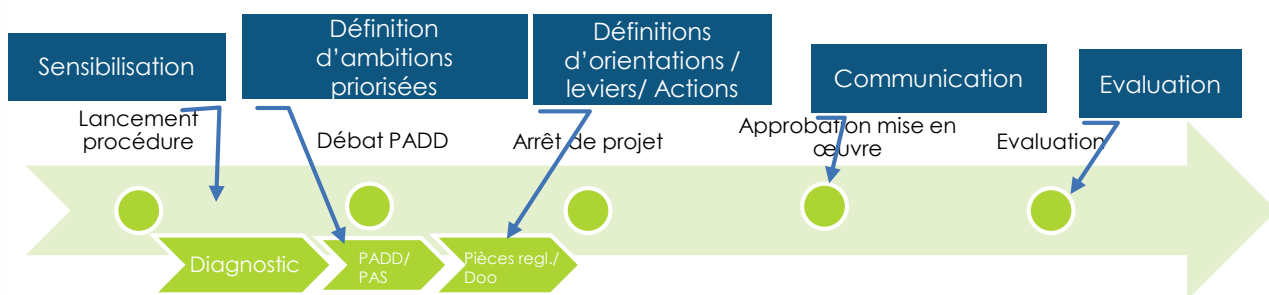 Sensibilisation
Définition
d’ambitions
priorisées
Définitions
d’orientations /
leviers/ Actions
Communication
Evaluation
Lancement
procédure
Débat PADD
Arrêt de projet
Approbation mise en
œuvre
Evaluation
Diagnostic
PADD/
PAS
Pièces regl./
Doo